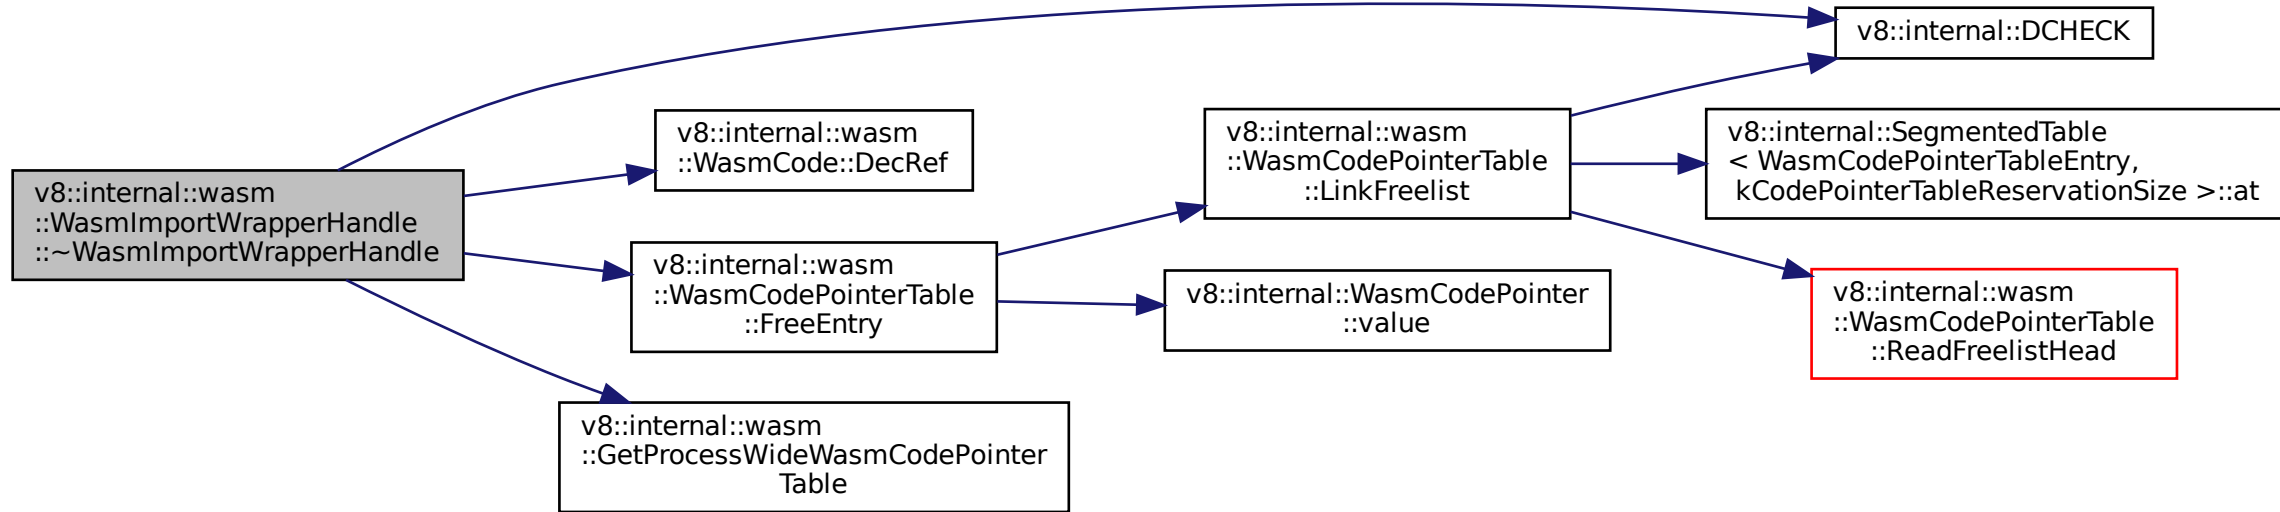 v8::internal::wasm
::WasmImportWrapperHandle
::~WasmImportWrapperHandle
v8::internal::DCHECK
v8::internal::wasm
::WasmCode::DecRef
v8::internal::wasm
::WasmCodePointerTable
::FreeEntry
v8::internal::wasm
::GetProcessWideWasmCodePointer
Table
v8::internal::wasm
::WasmCodePointerTable
::LinkFreelist
v8::internal::WasmCodePointer
::value
v8::internal::SegmentedTable
< WasmCodePointerTableEntry,
kCodePointerTableReservationSize >::at
v8::internal::wasm
::WasmCodePointerTable
::ReadFreelistHead